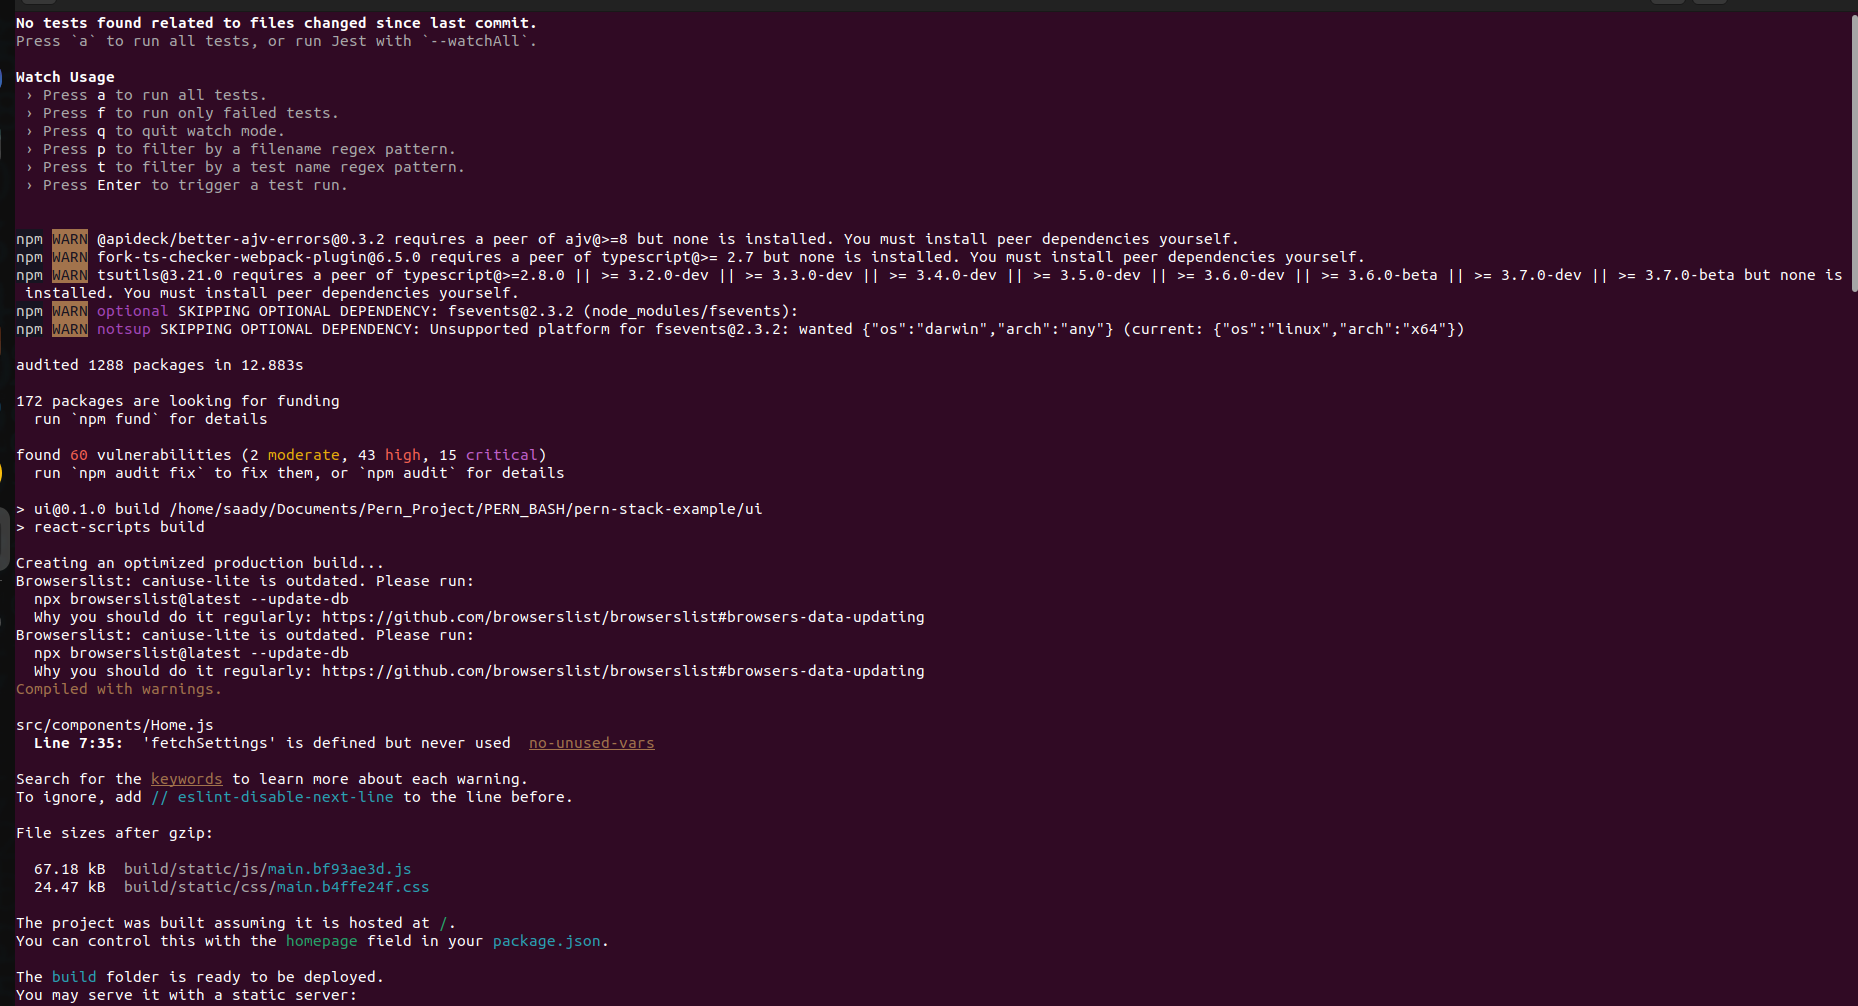 No tests found related to files changed since last commit.
Press `a` to run all tests, or run Jest with `--watchAll`.
Watch Usage
› Press a to run all tests.
› Press f to run only failed tests.
› Press q to quit watch mode.
› Press p to filter by a filename regex pattern.
› Press t to filter by a test name regex pattern.
› Press Enter to trigger a test run.
npm WARN @apideck/better-ajv-errors@0.3.2 requires a peer of ajv@>=8 but none is installed. You must install peer dependencies yourself.
npm WARN fork-ts-checker-webpack-plugin@6.5.0 requires a peer of typescript@>= 2.7 but none is installed. You must install peer dependencies yourself.
npm WARN tsutils@3.21.0 requires a peer of typescript@>=2.8.0 || >= 3.2.0-dev || >= 3.3.0-dev || >= 3.4.0-dev || >= 3.5.0-dev || >= 3.6.0-dev || >= 3.6.0-beta || >= 3.7.0-dev || >= 3.7.0-beta but none is
installed. You must install peer dependencies yourself.
npm WARN optional SKIPPING OPTIONAL DEPENDENCY: fsevents@2.3.2 (node_modules/fsevents):
npm WARN notsup SKIPPING OPTIONAL DEPENDENCY: Unsupported platform for fsevents@2.3.2: wanted {"os":"darwin","arch":"any"} (current: {"os":"linux","arch":"x64"})
audited 1288 packages in 12.883s
172 packages are looking for funding
run `npm fund` for details
found 60 vulnerabilities (2 moderate, 43 high, 15 critical)
run `npm audit fix` to fix them, or `npm audit` for details
> ui@0.1.0 build /home/saady/Documents/Pern_Project/PERN_BASH/pern-stack-example/ui
> react-scripts build
Creating an optimized production build...
Browserslist: caniuse-lite is outdated. Please run:
npx browserslist@latest --update-db
Why you should do it regularly: https://github.com/browserslist/browserslist#browsers-data-updating
Browserslist: caniuse-lite is outdated. Please run:
npx browserslist@latest --update-db
Why you should do it regularly: https://github.com/browserslist/browserslist#browsers-data-updating
Compiled with warnings.
src/components/Home.js
Line 7:35: 'fetchSettings' is defined but never used no-unused-vars
Search for the keywords to learn more about each warning.
To ignore, add // eslint-disable-next-line to the line before.
File sizes after gzip:
67.18 kB build/static/js/main.bf93ae3d.js
24.47 kB build/static/css/main.b4ffe24f.css
The project was built assuming it is hosted at /.
You can control this with the homepage field in your package.json.
The build folder is ready to be deployed.
You may serve it with a static server: